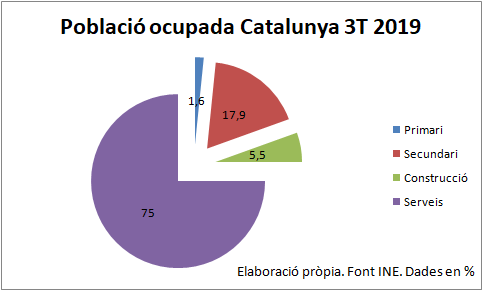 Població ocupada Catalunya 3T 2019
1,6
17,9
5,5
75
Primari
Secundari
Construcció
Serveis
Elaboració pròpia. Font INE. Dades en %